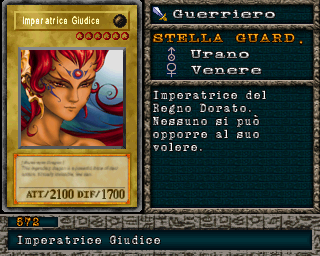 Imperatrice Giudice
ATT/2100 DIF/1700
Guerriero
STELLA GUARD.
Urano
Venere
Imperatrice del
Regno Dorato.
Nessuno si può
opporre al suo
volere.
572
Imperatrice Giudice